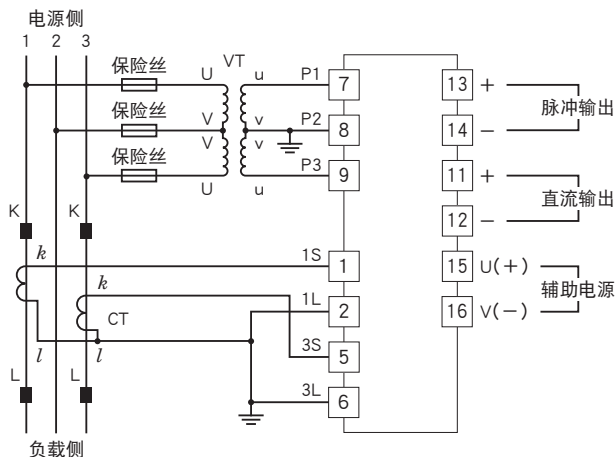 电源侧
1 2 3
保险丝 VT
U u P1 7 13 +
脉冲输出
保险丝 V v P2 8 14 −
V v
保险丝 11 +
U u P3 9 直流输出
12 −
K K
k 1S 1 15 U(+)
k 辅助电源
1L 2 16 V(−)
CT
l l 3S 5
L L 3L 6
负载侧